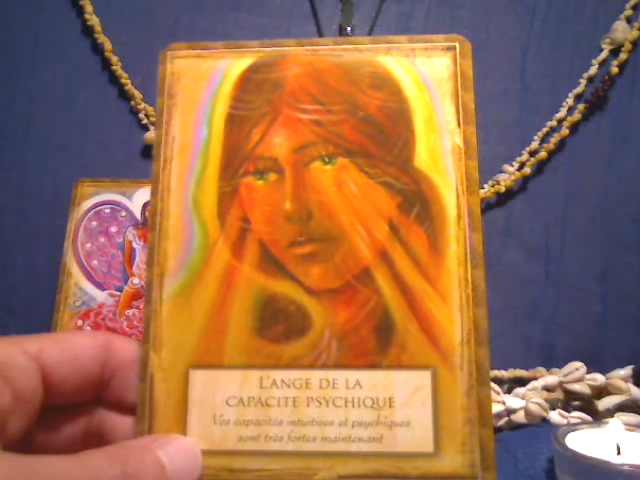 L'ANGE DE LA
CAPACITE PSYCHIQUE
Vos capacités intuitives et psychiques
sont très fortes maintenant